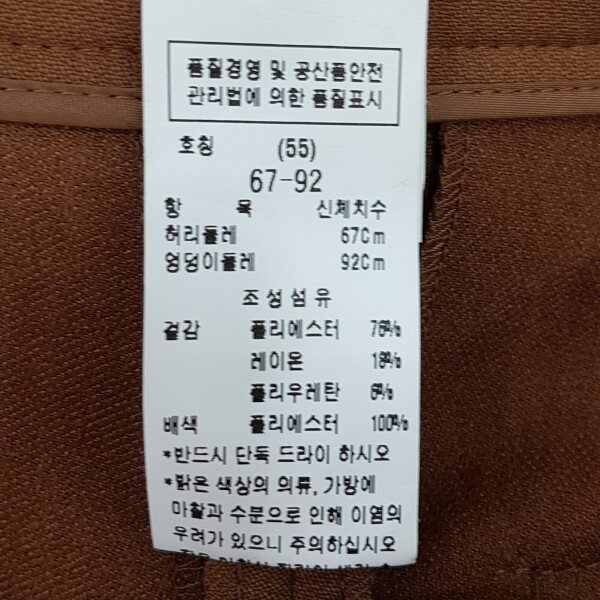 품질경영 및 공산품안전
관리법에 의한 품질표시
호칭 (55)
67-92
항 목 신체치수
허리둘레 67Cm
엉덩이둘레 92Cm
조성섬유
겉감 폴리에스터 76%
레이온 18%
폴리우레탄 6%
배색 폴리에스터 100%
*반드시 단독 드라이 하시오
*밝은 색상의 의류, 가방에
마찰과 수분으로 인해 이염의
우려가 있으니 주의하십시오